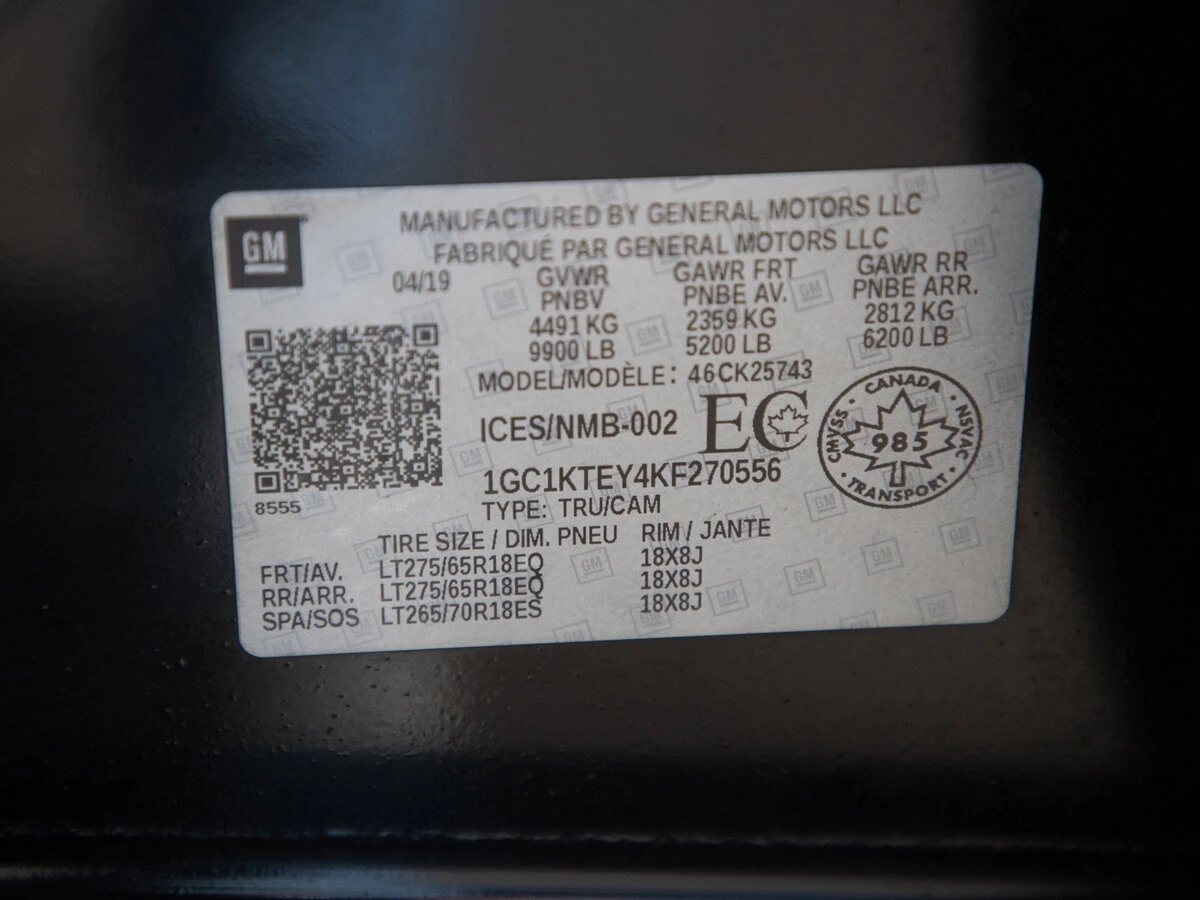 GM
MANUFACTURED BY GENERAL MOTORS LLC
FABRIQUÉ PAR GENERAL MOTORS LLC
04/19 GVWR GAWR FRT GAWR RR
PNBV PNBE AV. PNBE ARR.
4491 KG 2359 KG 2812 KG
9900 LB 5200 LB 6200 LB
MODEL/MODÈLE: 46CK25743
ICES/NMB-002 EC
CANADA
CMVSS 985 NSVAC
TRANSPORT
1GC1KTEY4KF270556
8555 TYPE: TRU/CAM
TIRE SIZE / DIM. PNEU RIM / JANTE
FRT/AV. LT275/65R18EQ 18X8J
RR/ARR. LT275/65R18EQ 18X8J
SPA/SOS LT265/70R18ES 18X8J